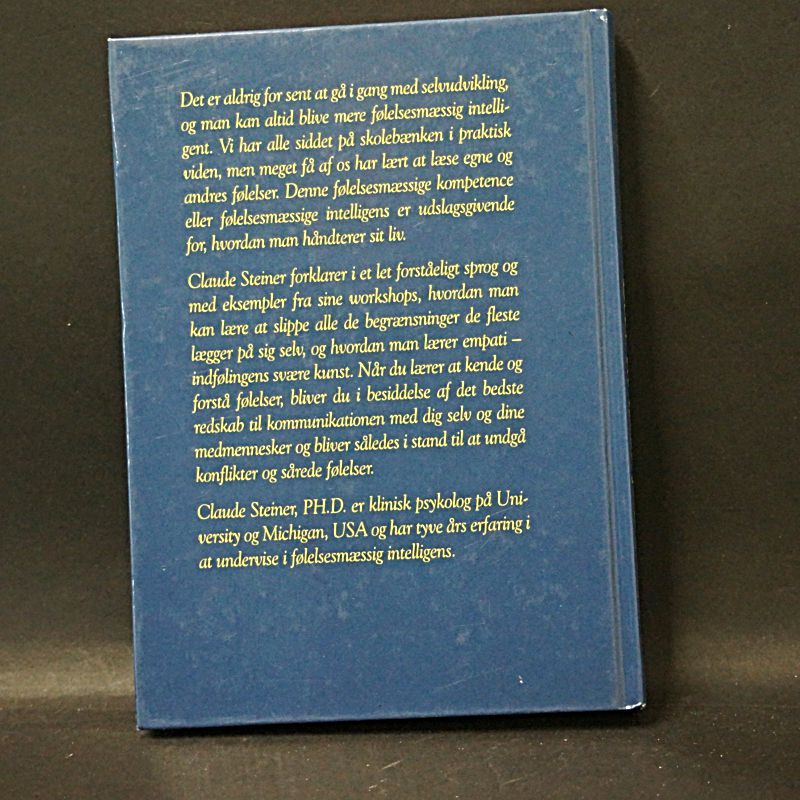 Det er aldrig for sent at gå i gang med selvudvikling,
og man kan altid blive mere følelsesmæssig intelli-
gent. Vi har alle siddet på skolebænken i praktisk
viden, men meget få af os har lært at læse egne og
andres følelser. Denne følelsesmæssige kompetence
eller følelsesmæssige intelligens er udslagsgivende
for, hvordan man håndterer sit liv.
Claude Steiner forklarer i et let forståeligt sprog og
med eksempler fra sine workshops, hvordan man
kan lære at slippe alle de begrænsninger de fleste
lægger på sig selv, og hvordan man lærer empati –
indfølingens svære kunst. Når du lærer at kende og
forstå følelser, bliver du i besiddelse af det bedste
redskab til kommunikationen med dig selv og dine
medmennesker og bliver således i stand til at undgå
konflikter og sårede følelser.
Claude Steiner, PH.D. er klinisk psykolog på Uni-
versity og Michigan, USA og har tyve års erfaring i
at undervise i følelsesmæssig intelligens.